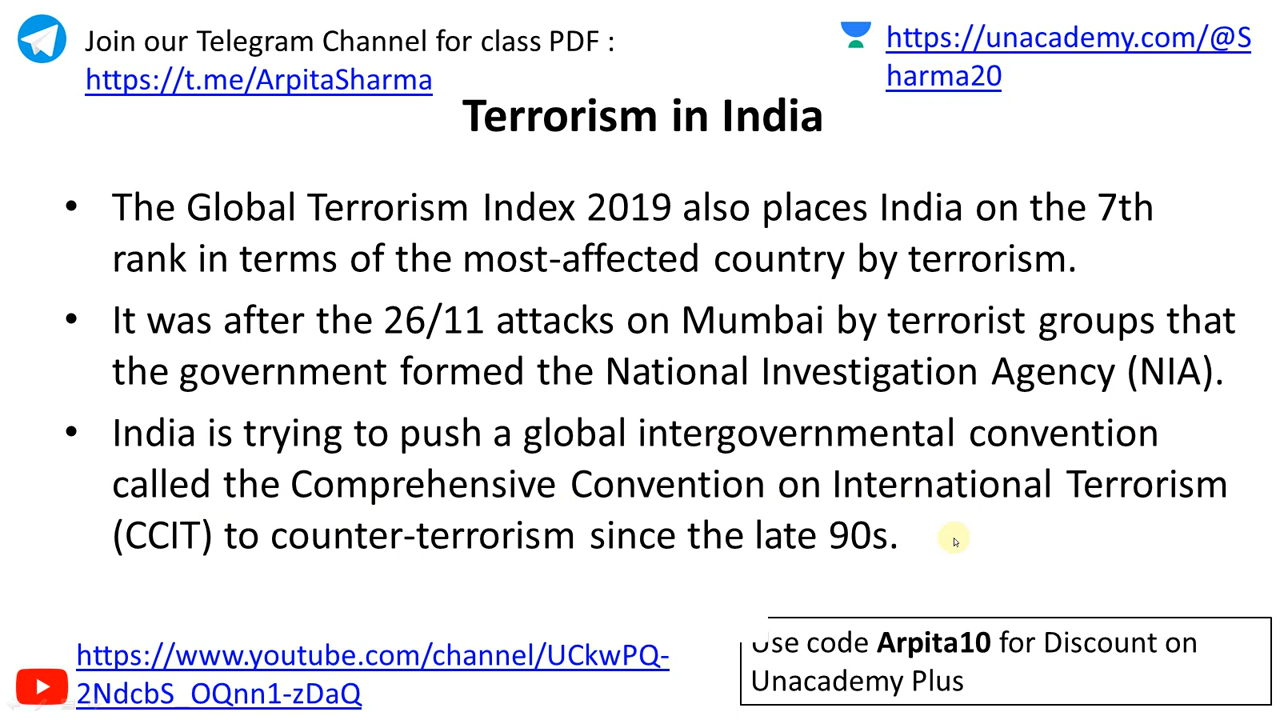 Join our Telegram Channel for class PDF :
https://t.me/ArpitaSharma
https://unacademy.com/@S
harma20
Terrorism in India
• The Global Terrorism Index 2019 also places India on the 7th
rank in terms of the most-affected country by terrorism.
• It was after the 26/11 attacks on Mumbai by terrorist groups that
the government formed the National Investigation Agency (NIA).
• India is trying to push a global intergovernmental convention
called the Comprehensive Convention on International Terrorism
(CCIT) to counter-terrorism since the late 90s.
https://www.youtube.com/channel/UCkwPQ-
2NdcbS_OQnn1-zDaQ
Use code Arpita10 for Discount on
Unacademy Plus